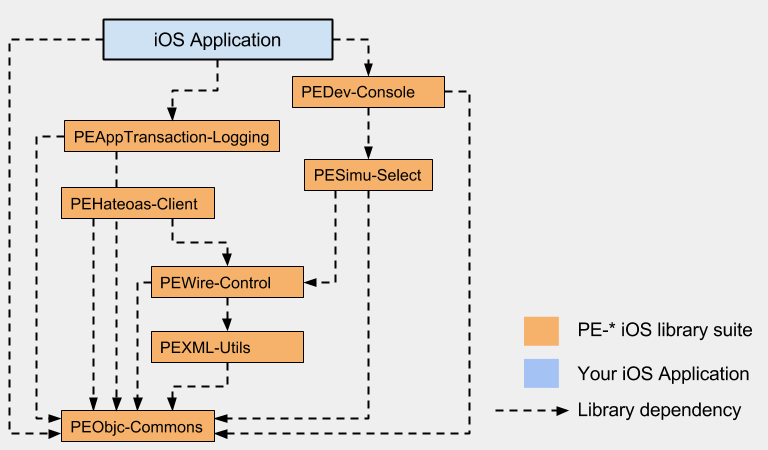 iOS Application
PEDev-Console
PEAppTransaction-Logging
PESimu-Select
PEHateoas-Client
PEWire-Control
PEXML-Utils
PEObjc-Commons
PE-* iOS library suite
Your iOS Application
Library dependency